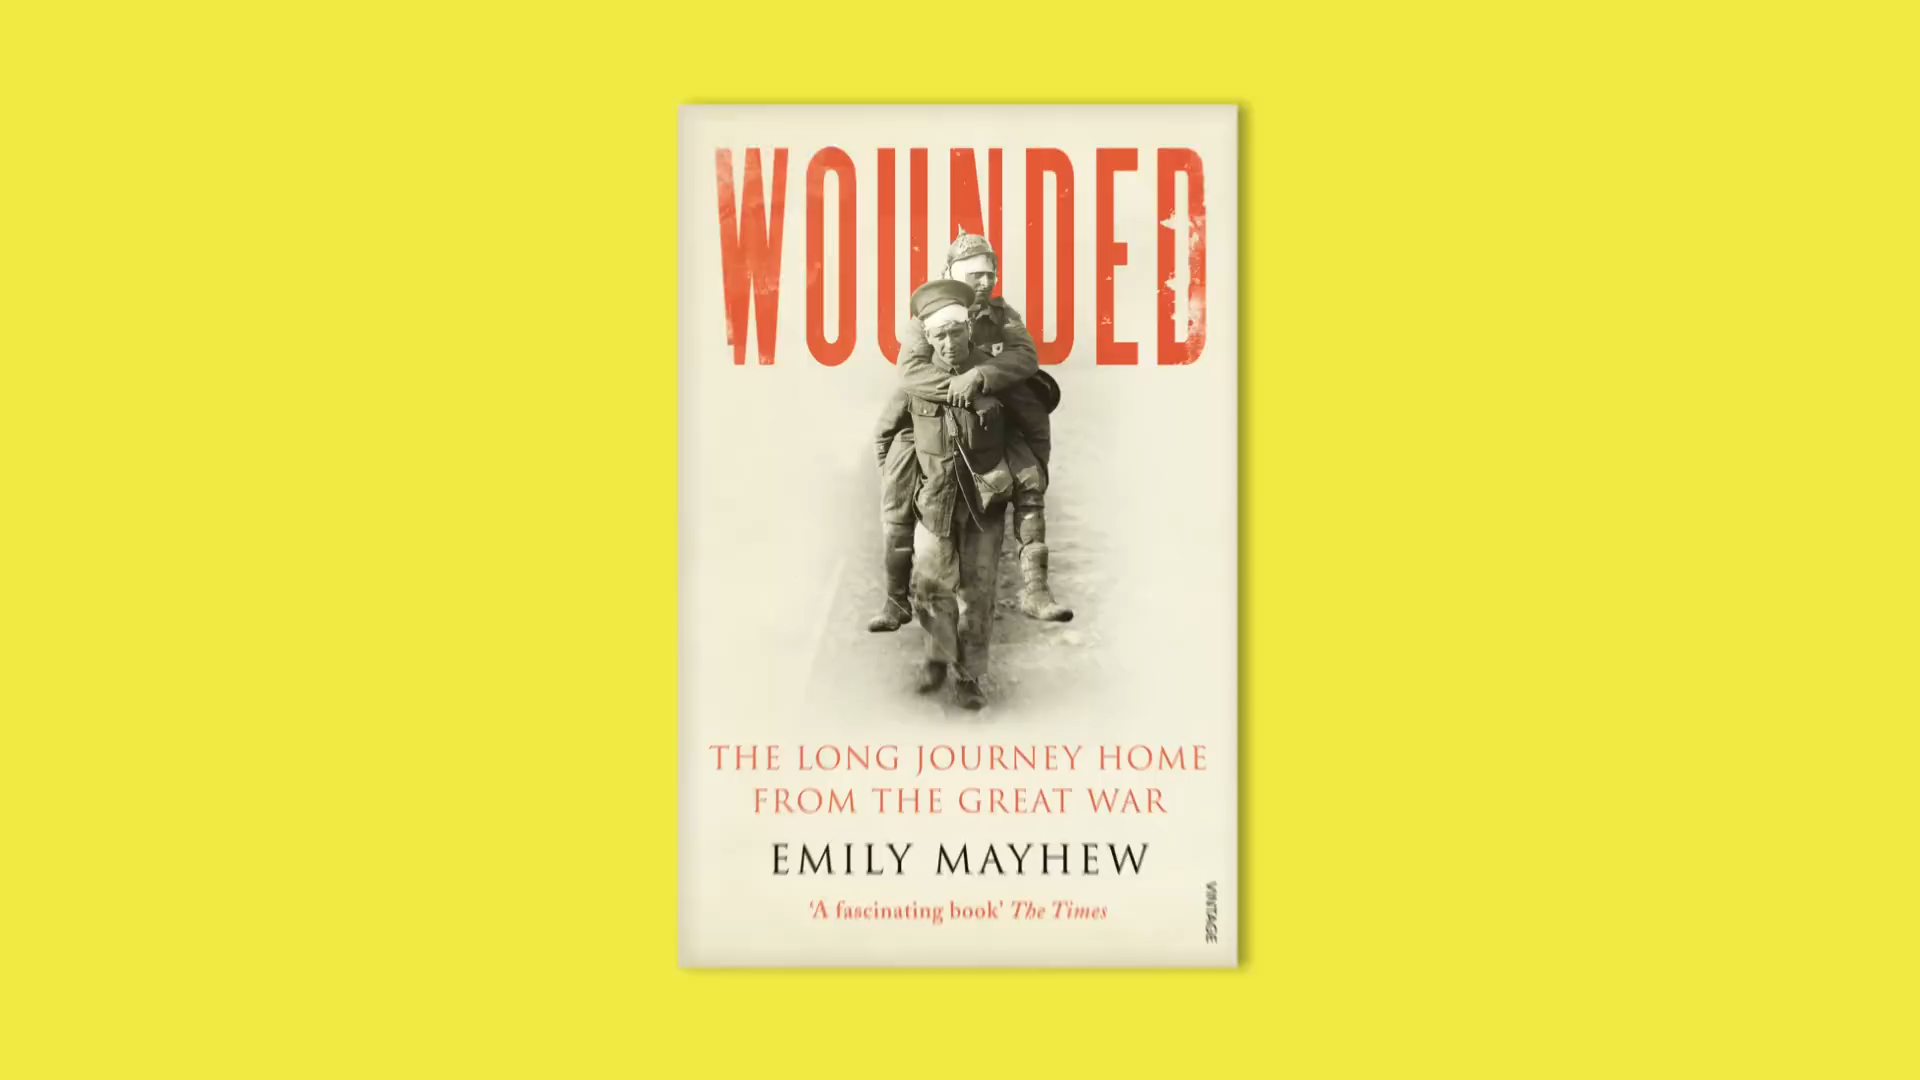 WOUNDED
THE LONG JOURNEY HOME
FROM THE GREAT WAR
EMILY MAYHEW
‘A fascinating book’ The Times
VINTAGE